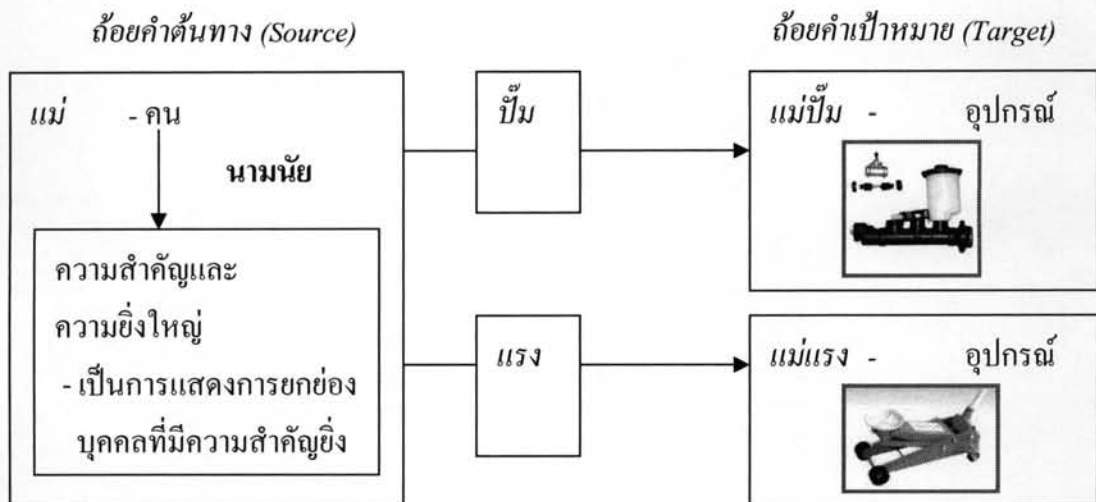 ถ้อยคำต้นทาง (Source)
ถ้อยคำเป้าหมาย (Target)
แม่ - คน
นามนัย
ความสำคัญและ
ความยิ่งใหญ่
- เป็นการแสดงการยกย่อง
บุคคลที่มีความสำคัญยิ่ง
ปั๊ม
แม่ปั๊ม - อุปกรณ์
แรง
แม่แรง - อุปกรณ์